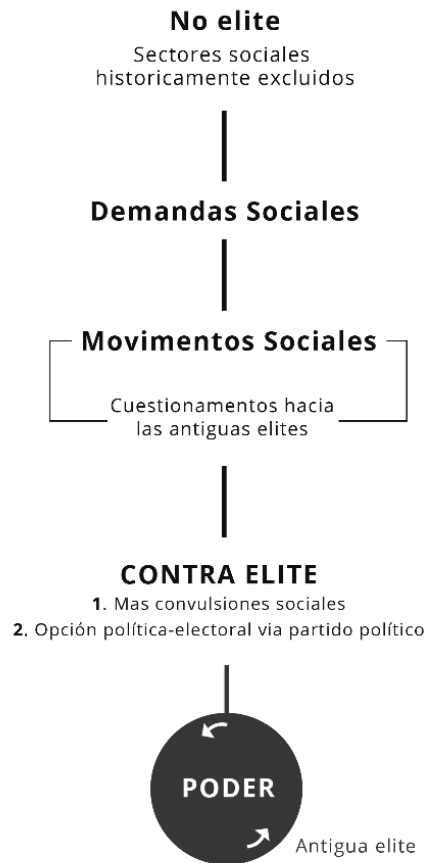 No elite
Sectores sociales
historicamente excluidos
Demandas Sociales
Movimentos Sociales
Cuestionamentos hacia
las antiguas elites
CONTRA ELITE
1. Mas convulsiones sociales
2. Opción política-electoral via partido político
PODER
Antigua elite